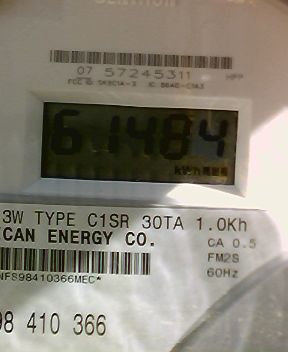 07 57245311
61484
kWh
3W TYPE C1SR 30TA 1.0Kh
CAN ENERGY CO.
CA 0.5
FM2S
60Hz
NFS98410366MEC*
98 410 366